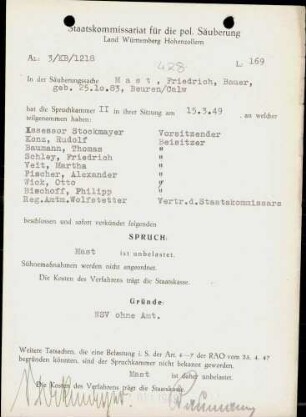 Staatskommissariat für die pol. Säuberung
Land Württemberg Hohenzollern
Az. 3/KB/1218
428
L 169
In der Säuberungssache M a s t , Friedrich, Bauer,
geb. 25.10.83, Beuren/Calw
hat die Spruchkammer II in ihrer Sitzung am 15.3.49 , an welcher
teilgenommen haben:
Assessor Stockmayer Vorsitzender
Konz, Rudolf Beisitzer
Baumann, Thomas "
Schley, Friedrich "
Veit, Martha "
Fischer, Alexander "
Wick, Otto "
Bischoff, Philipp "
Reg.Amtm.Wolfstetter Vertr.d.Staatskommissars
beschlossen und sofort verkündet folgenden
SPRUCH:
Mast ist unbelastet.
Sühnemaßnahmen werden nicht angeordnet.
Die Kosten des Verfahrens trägt die Staatskasse.
Gründe:
NSV ohne Amt.
Weitere Tatsachen, die eine Belastung i. S. der Art. 4—7 der RAO vom 28. 4. 47
begründen könnten, sind der Spruchkammer nicht bekannt geworden.
Mast ist daher unbelastet.
Die Kosten des Verfahrens trägt die Staatskasse.